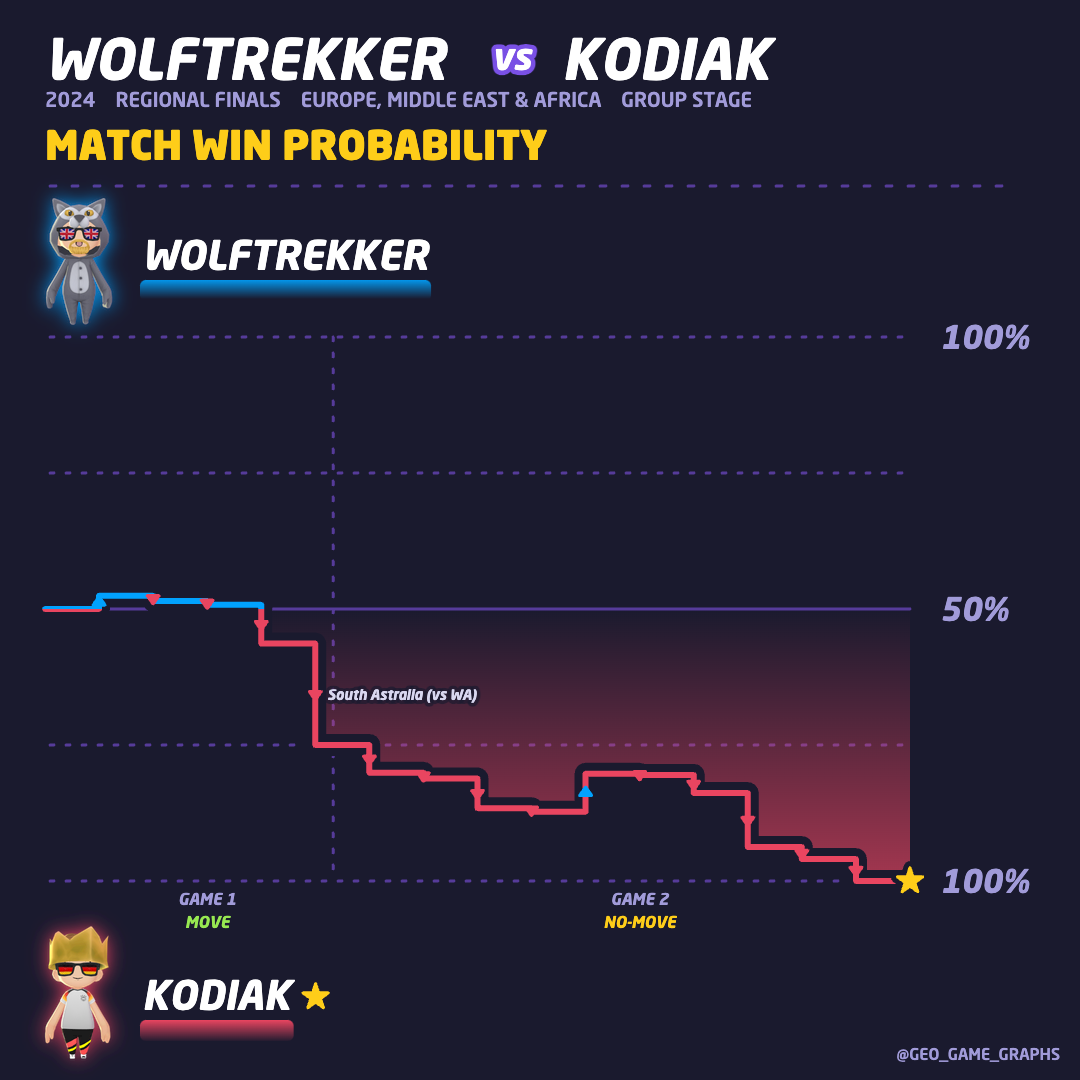 WOLFTREKKER VS KODIAK
2024 REGIONAL FINALS EUROPE, MIDDLE EAST & AFRICA GROUP STAGE
MATCH WIN PROBABILITY
WOLFTREKKER
100%
50%
South Astralia (vs WA)
100%
GAME 1
MOVE
GAME 2
NO-MOVE
KODIAK
@GEO_GAME_GRAPHS